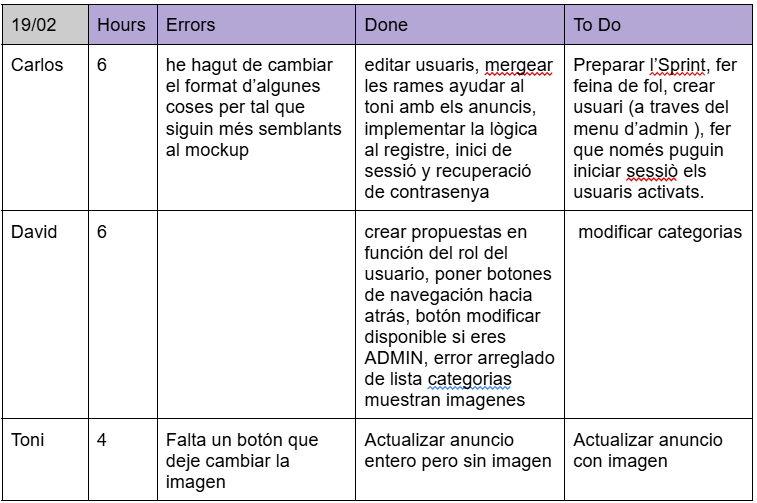 19/02 Hours Errors Done To Do
Carlos 6
he hagut de cambiar
el format d’algunes
coses per tal que
siguin més semblants
al mockup
editar usuaris, mergear
les rames ayudar al
toni amb els anuncis,
implementar la lògica
al registre, inici de
sessió y recuperació
de contrasenya
Preparar l’Sprint, fer
feina de fol, crear
usuari (a traves del
menu d’admin ), fer
que només puguin
iniciar sessiò els
usuaris activats.
David 6
crear propuestas en
función del rol del
usuario, poner botones
de navegación hacia
atrás, botón modificar
disponible si eres
ADMIN, error arreglado
de lista categorias
muestran imagenes
modificar categorias
Toni 4
Falta un botón que
deje cambiar la
imagen
Actualizar anuncio
entero pero sin imagen
Actualizar anuncio
con imagen